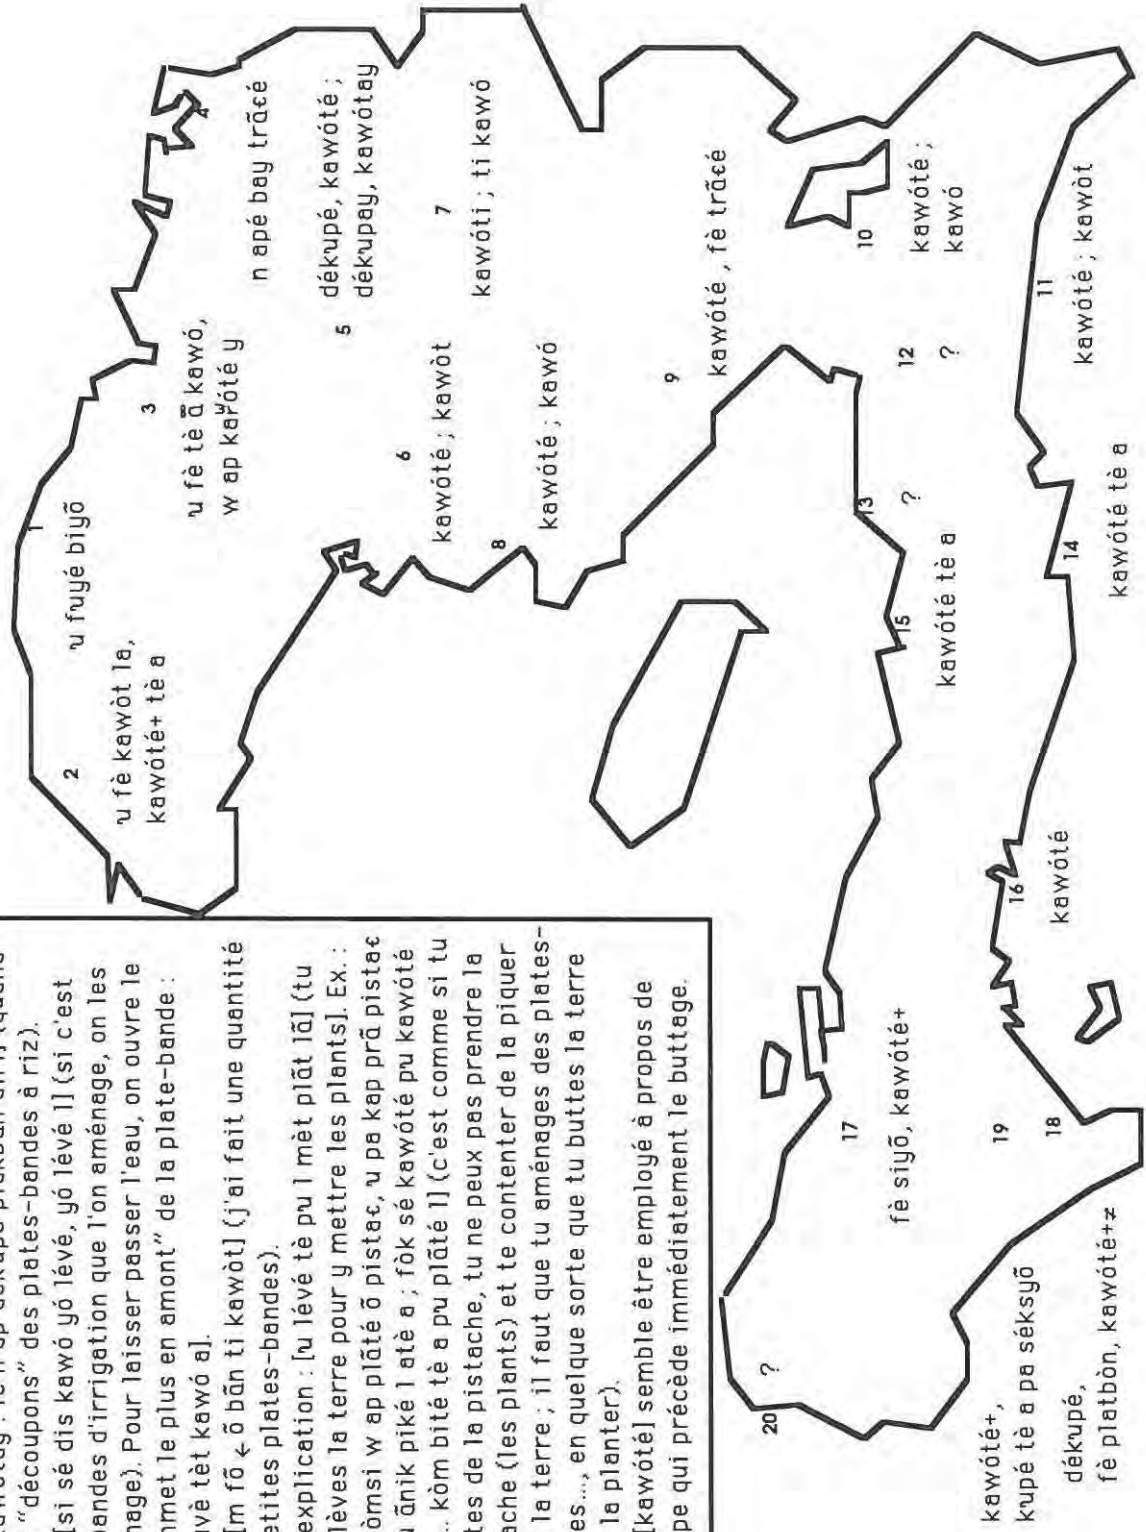 1
u fuyé biyõ
2
u fè kawòt la,
kawóté+ tè a
3
u fè tè ā kawó,
w ap kaʷróté y
4
n apé bay trãcé
5
dékupé, kawóté ;
dékupay, kawótay
6
kawóté ; kawòt
7
kawóti ; ti kawó
8
kawóté ; kawó
9
kawóté , fè trãcé
10
kawóté ;
kawó
11
kawóté ; kawòt
12
?
13
?
14
kawóté tè a
15
kawóté tè a
16
kawóté
17
fè siyõ, kawóté+
18
19
20
?
kawóté+,
kupé tè a pa séksyõ
dékupé,
fè platbòn, kawóté+≠
"découpons" des plates-bandes à riz).
[si sé dis kawó yó lévé, yó lévé l] (si c'est
bandes d'irrigation que l'on aménage, on les
nage). Pour laisser passer l'eau, on ouvre le
mmet le plus en amont" de la plate-bande :
uvè tèt kawó a].
[m fõ ← õ bãn ti kawòt] (j'ai fait une quantité
etites plates-bandes).
explication : [u lévé tè pu l mèt plãt lã] (tu
lèves la terre pour y mettre les plants]. Ex. :
òmsi w ap plãté õ pistac, u pa kap prã pistac
u ãnik piké l atè a ; fòk sé kawóté pu kawóté
... kòm bité tè a pu plãté l] (c'est comme si tu
tes de la pistache, tu ne peux pas prendre la
ache (les plants) et te contenter de la piquer
la terre ; il faut que tu aménages des plates-
es..., en quelque sorte que tu buttes la terre
la planter).
[kawóté] semble être employé à propos de
pe qui précède immédiatement le buttage.